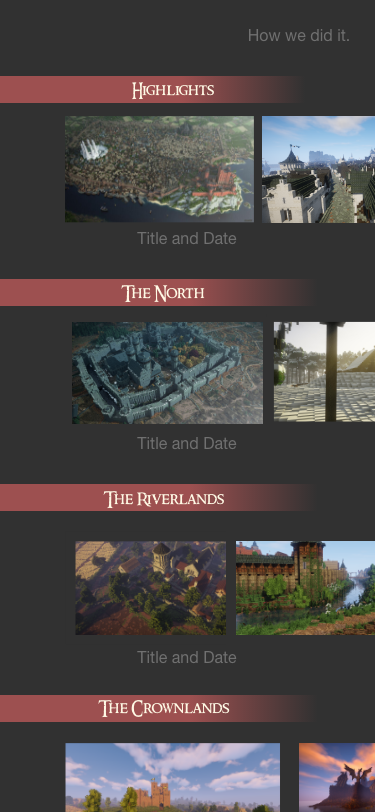 How we did it.
Highlights
Title and Date
The North
Title and Date
The Riverlands
Title and Date
The Crownlands